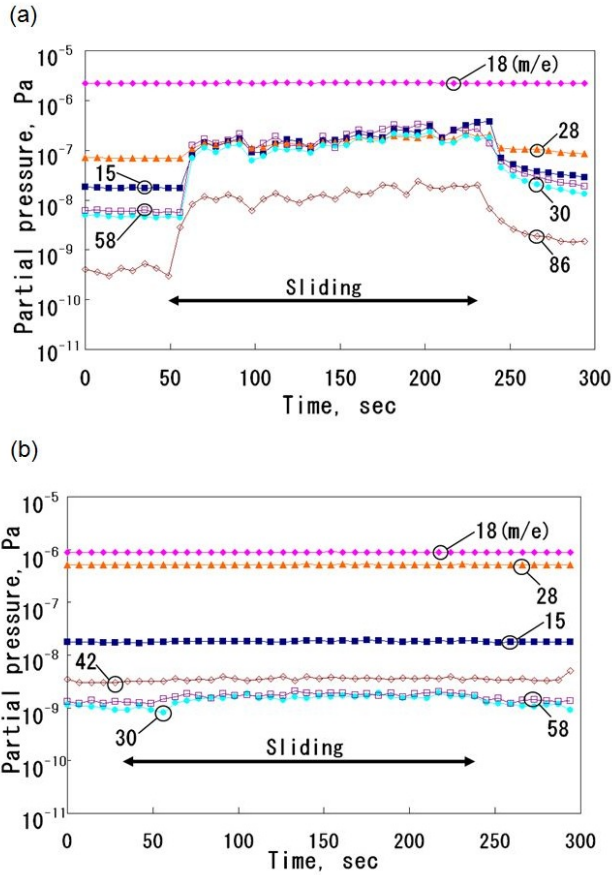 (a)
Partial pressure, Pa
10-5
10-6
10-7
10-8
10-9
10-10
10-11
18(m/e)
28
15
58
30
86
Sliding
0 50 100 150 200 250 300
Time, sec
(b)
Partial pressure, Pa
10-5
10-6
10-7
10-8
10-9
10-10
10-11
18(m/e)
28
15
42
30
58
Sliding
0 50 100 150 200 250 300
Time, sec